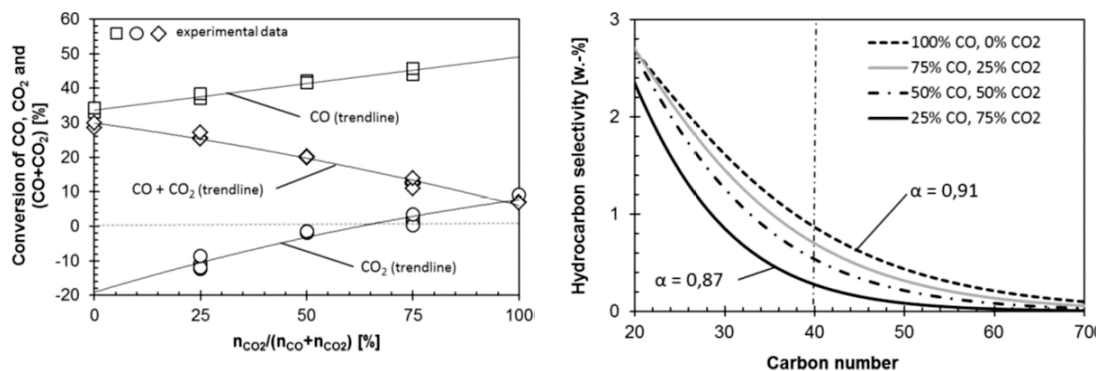 Conversion of CO, CO2 and
(CO+CO2) [%]
60
50
40
30
20
10
0
-10
-20
experimental data
CO (trendline)
CO + CO2 (trendline)
CO2 (trendline)
0
25
50
75
100
nCO2/(nCO+nCO2) [%]
Hydrocarbon selectivity [w.-%]
3
2
1
0
100% CO, 0% CO2
75% CO, 25% CO2
50% CO, 50% CO2
25% CO, 75% CO2
α = 0,91
α = 0,87
20
30
40
50
60
700
Carbon number